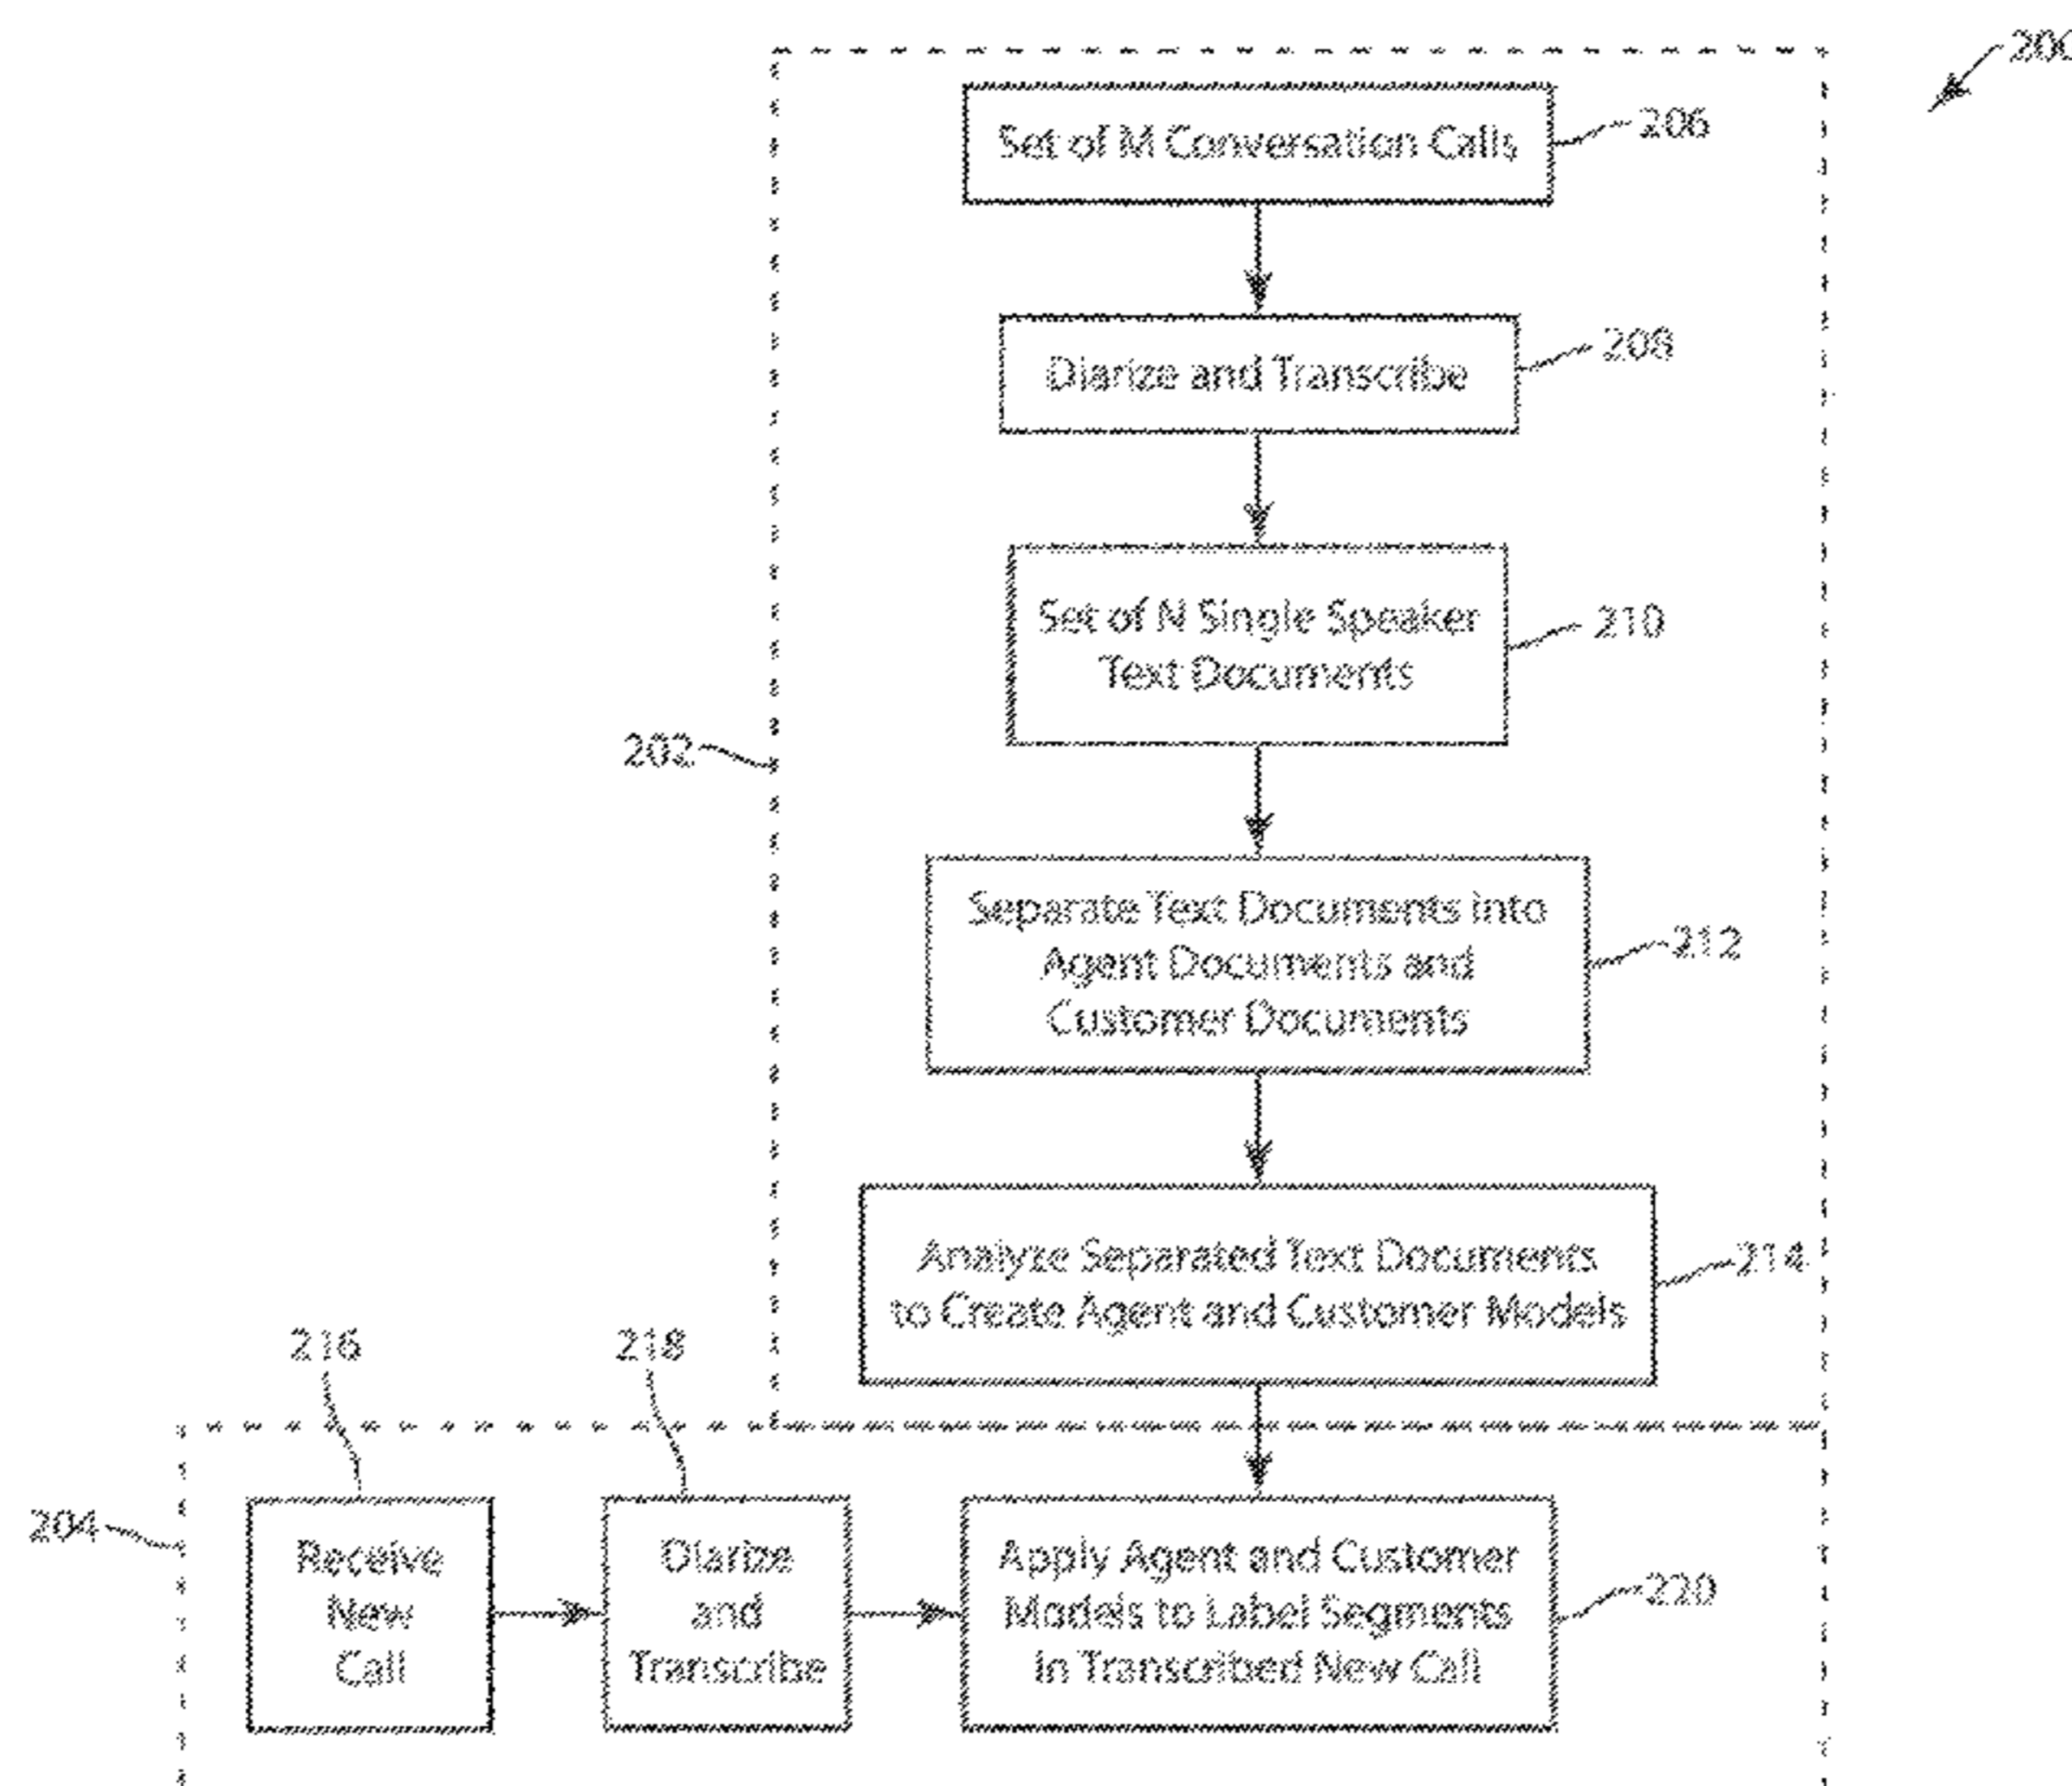 200
Set of M Conversation Calls
206
Diarize and Transcribe
208
Set of N Single Speaker
Text Documents
210
202
Separate Text Documents into
Agent Documents and
Customer Documents
212
Analyze Separated Text Documents
to Create Agent and Customer Models
214
216
218
204
Receive
New
Call
Diarize
and
Transcribe
Apply Agent and Customer
Models to Label Segments
in Transcribed New Call
220